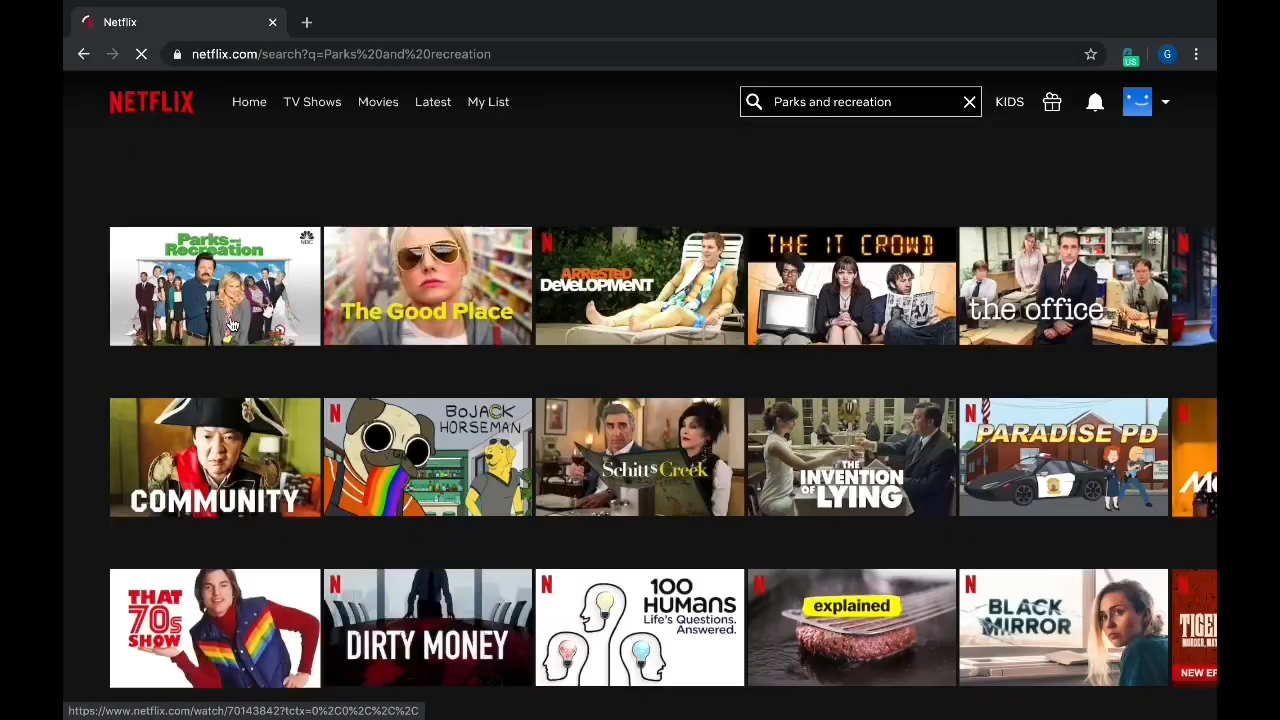 Netflix
netflix.com/search?q=Parks%20and%20recreation
US
G
NETFLIX
Home
TV Shows
Movies
Latest
My List
Parks and recreation
KIDS
Parks and
Recreation
NBC
The Good Place
N
ARRESTED
DeVeLOPMeNT
THE IT CROWD
NBC
the office
N
COMMUNITY
N
BOJACK
HORSEMAN
N
Schitt$ Creek
THE
INVENTION
OF LYING
N
PARADISE PD
N
THAT
'70s
SHOW
N
DIRTY MONEY
N
100
HUMANS
Life's Questions.
Answered.
N
explained
N
BLACK
MIRROR
N
NEW EP
https://www.netflix.com/watch/70143842?tctx=0%2C0%2C%2C%2C